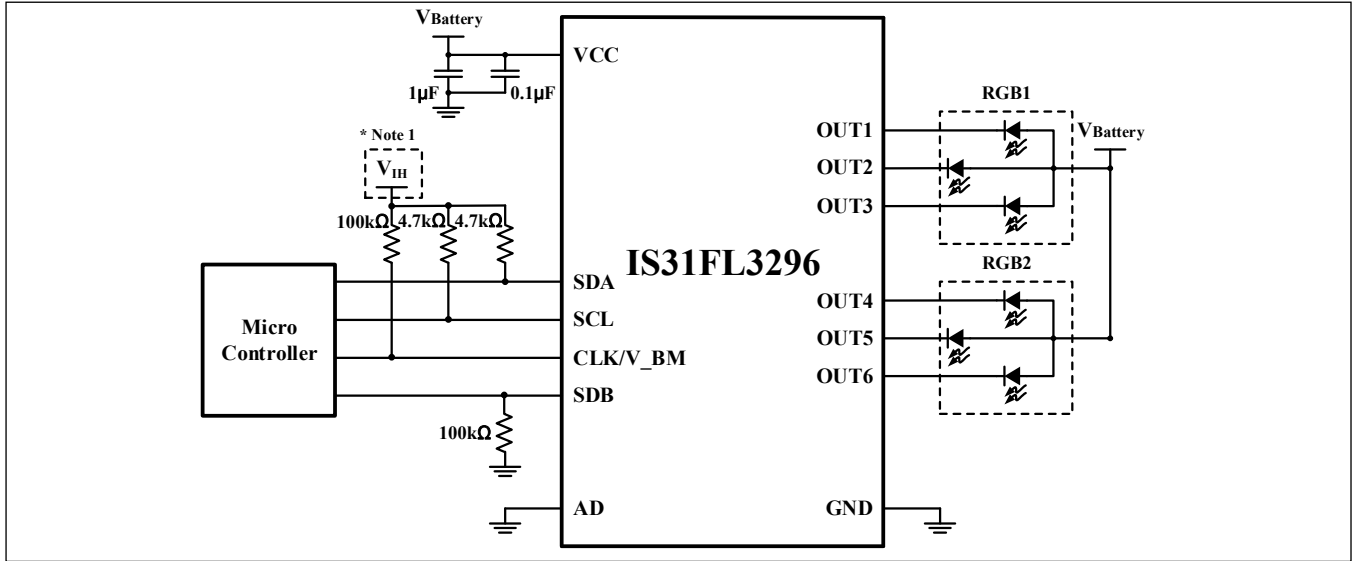 VBattery
VCC
1µF
0.1µF
* Note 1
VIH
100kΩ
4.7kΩ
4.7kΩ
Micro
Controller
SDA
SCL
CLK/V_BM
SDB
100kΩ
AD
IS31FL3296
OUT1
OUT2
OUT3
OUT4
OUT5
OUT6
GND
RGB1
VBattery
RGB2